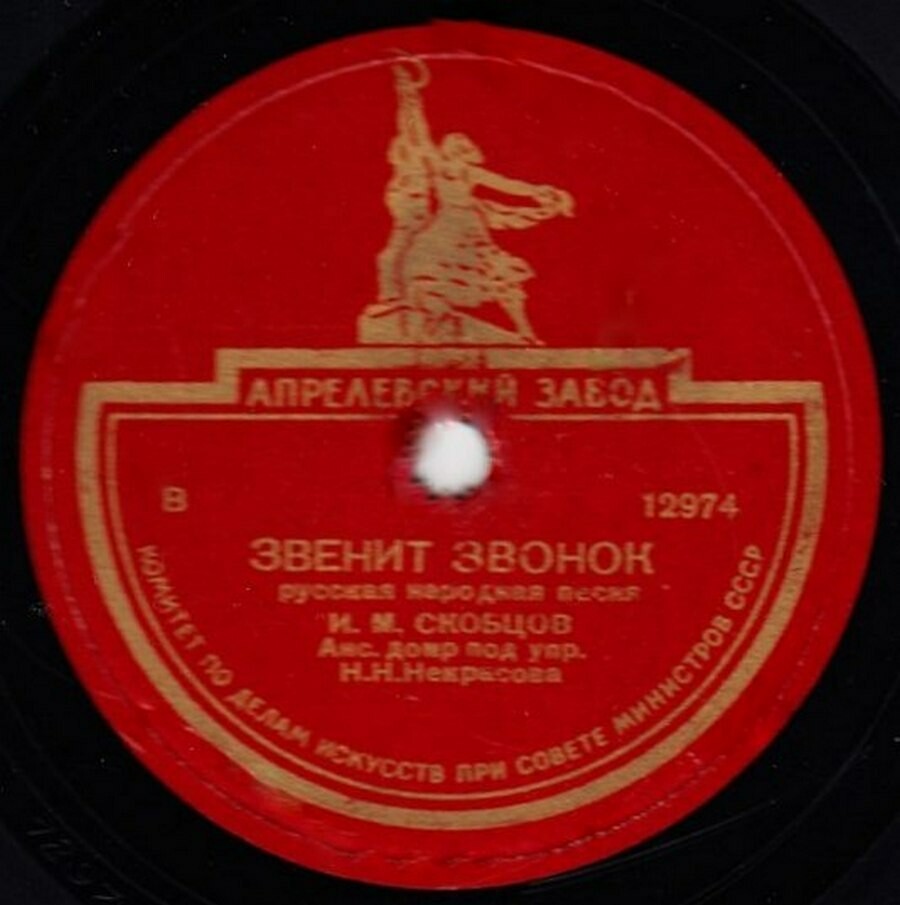 АПРЕЛЕВСКИЙ ЗАВОД
В 12974
ЗВЕНИТ ЗВОНОК
русская народная песня
И. М. СКОБЦОВ
Анс. домр под упр.
Н.Н.Некрасова
КОМИТЕТ ПО ДЕЛАМ ИСКУССТВ ПРИ СОВЕТЕ МИНИСТРОВ СССР